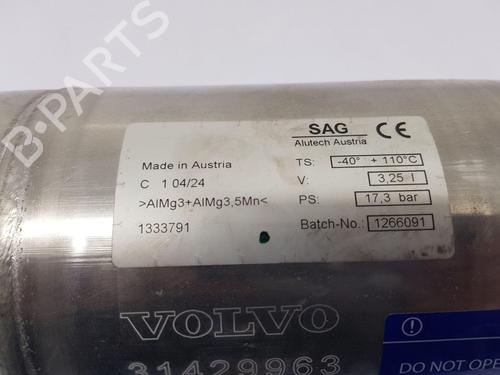 B-PARTS
SAG
Alutech Austria
CE
Made in Austria
TS: -40° + 110°C
C 1 04/24
V: 3,25 l
>AlMg3+AlMg3,5Mn<
PS: 17,3 bar
1333791
Batch-No.: 1266091
VOLVO
31429963
DO NOT OPE